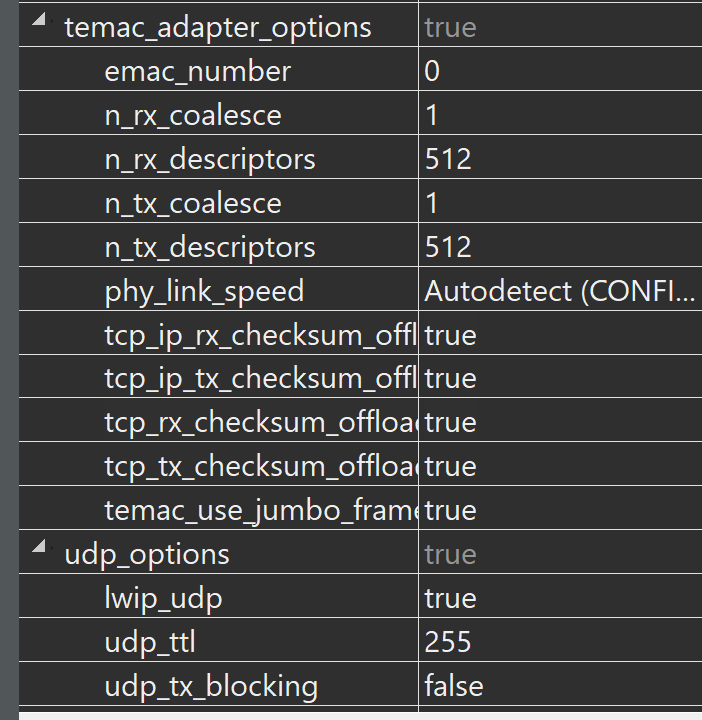 temac_adapter_options true
emac_number 0
n_rx_coalesce 1
n_rx_descriptors 512
n_tx_coalesce 1
n_tx_descriptors 512
phy_link_speed Autodetect (CONFI...
tcp_ip_rx_checksum_offl true
tcp_ip_tx_checksum_offl true
tcp_rx_checksum_offloa true
tcp_tx_checksum_offloa true
temac_use_jumbo_frame true
udp_options true
lwip_udp true
udp_ttl 255
udp_tx_blocking false